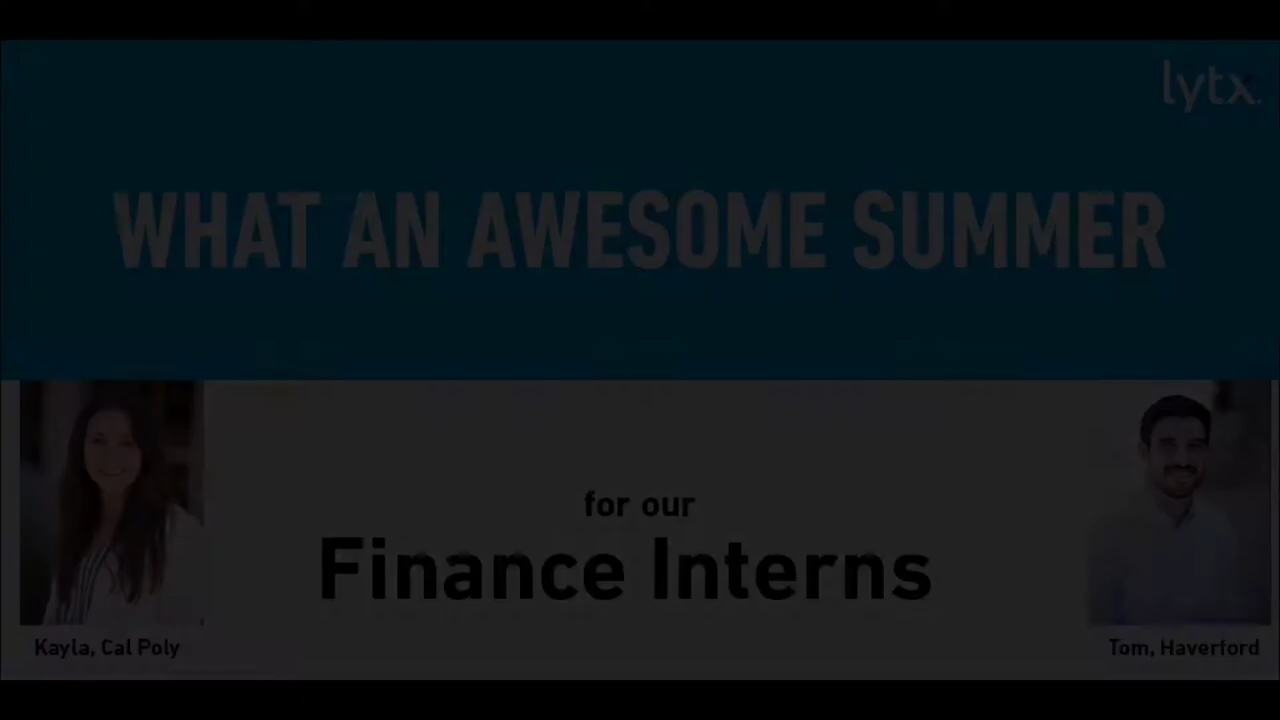 lytx.
WHAT AN AWESOME SUMMER
for our
Finance Interns
Kayla, Cal Poly
Tom, Haverford